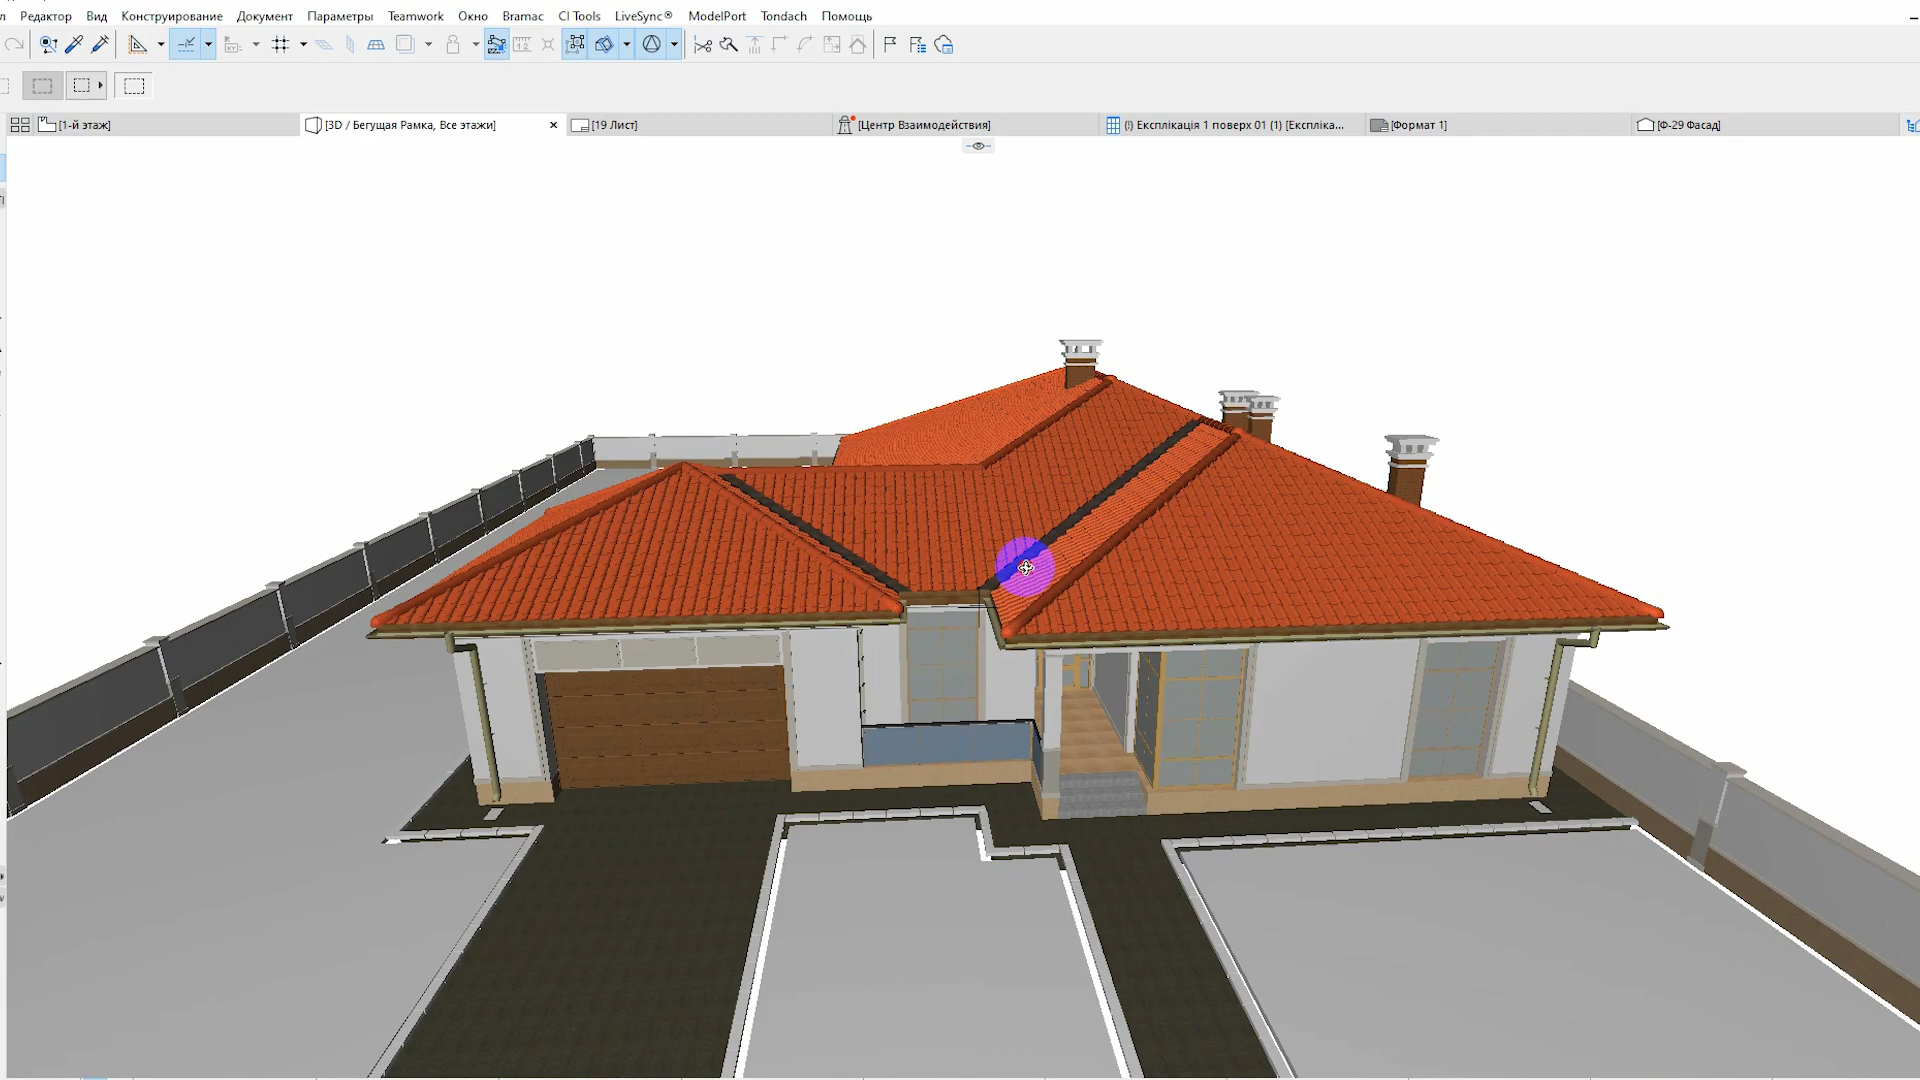 Редактор Вид Конструирование Документ Параметры Teamwork Окно Bramac CI Tools LiveSync® ModelPort Tondach Помощь
[1-й этаж] [3D / Бегущая Рамка, Все этажи] [19 Лист] [Центр Взаимодействия] (!) Експлікація 1 поверх 01 (1) [Експліка... [Формат 1] [Ф-29 Фасад]